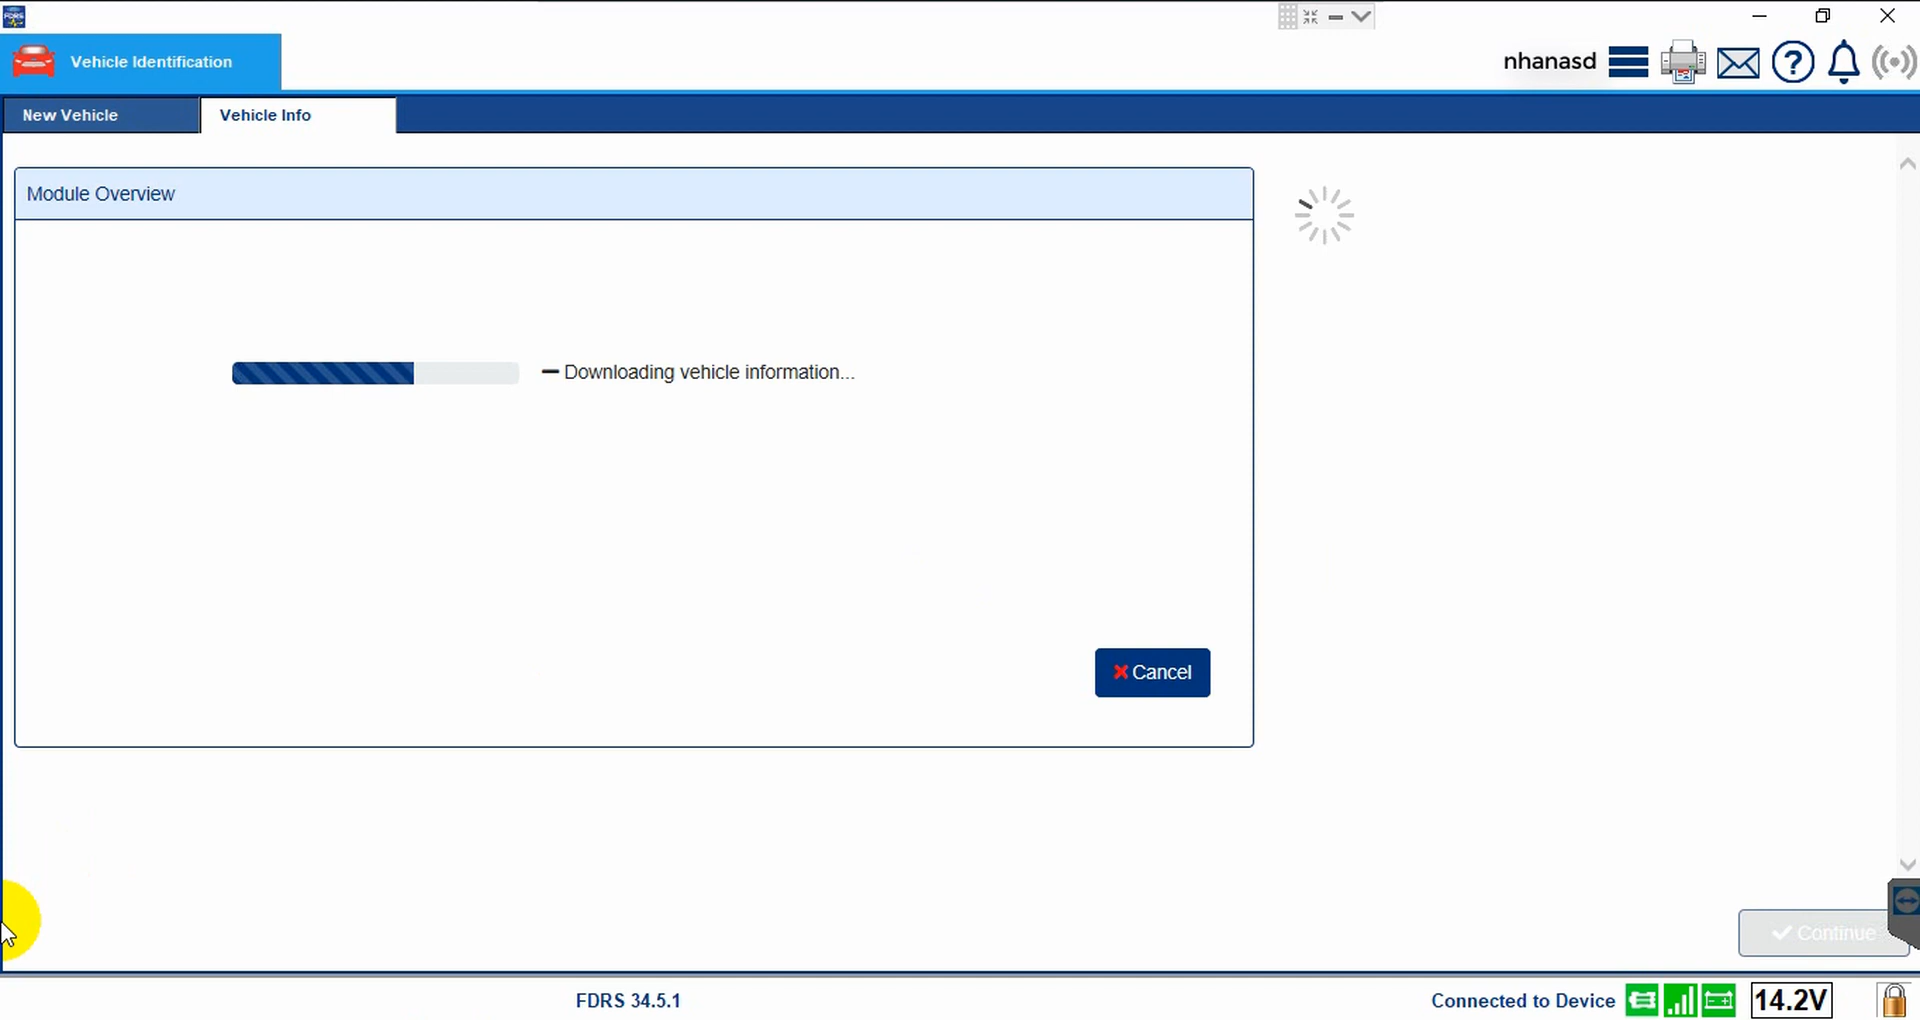 FDRS
Vehicle Identification
nhanasd
New Vehicle
Vehicle Info
Module Overview
Downloading vehicle information...
Cancel
Continue
FDRS 34.5.1
Connected to Device
14.2V